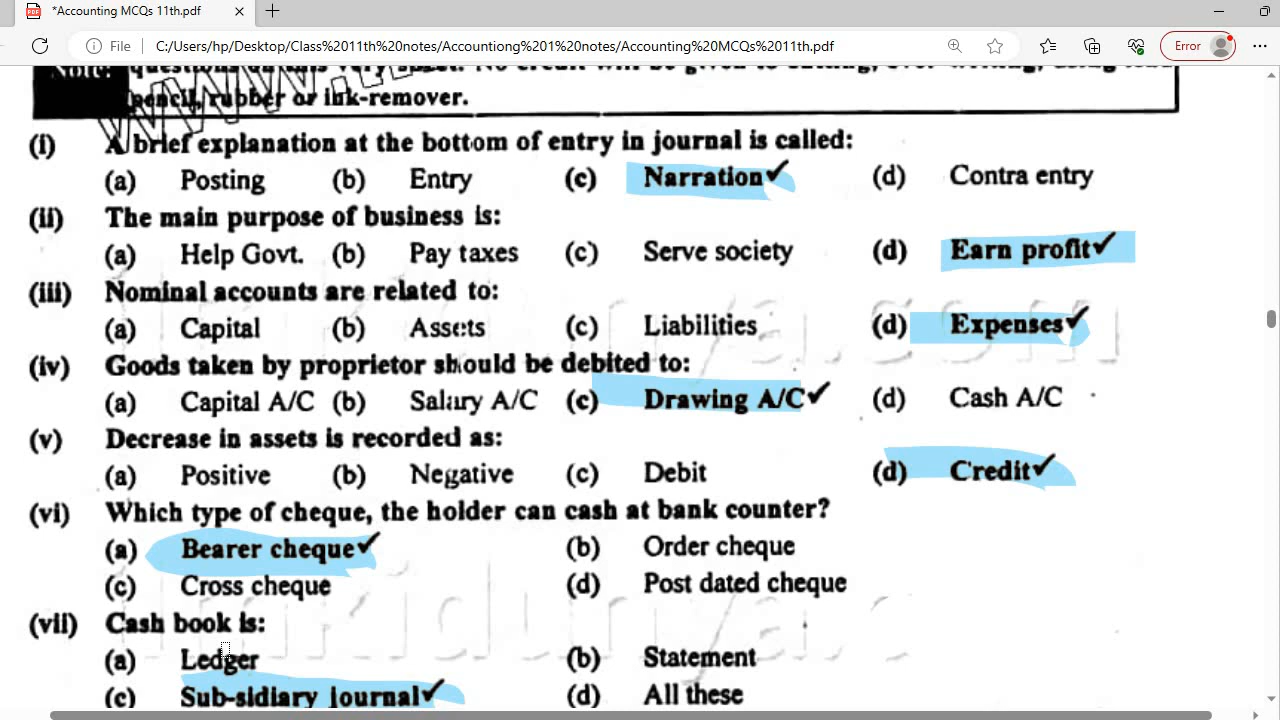 *Accounting MCQs 11th.pdf
File C:/Users/hp/Desktop/Class%2011th%20notes/Accountiong%201%20notes/Accounting%20MCQs%2011th.pdf Error
Note:
pencil, rubber or ink-remover.
(i) A brief explanation at the bottom of entry in journal is called:
(a) Posting (b) Entry (c) Narration✓ (d) Contra entry
(ii) The main purpose of business is:
(a) Help Govt. (b) Pay taxes (c) Serve society (d) Earn profit✓
(iii) Nominal accounts are related to:
(a) Capital (b) Assets (c) Liabilities (d) Expenses✓
(iv) Goods taken by proprietor should be debited to:
(a) Capital A/C (b) Salary A/C (c) Drawing A/C✓ (d) Cash A/C
(v) Decrease in assets is recorded as:
(a) Positive (b) Negative (c) Debit (d) Credit✓
(vi) Which type of cheque, the holder can cash at bank counter?
(a) Bearer cheque✓ (b) Order cheque
(c) Cross cheque (d) Post dated cheque
(vii) Cash book is:
(a) Ledger (b) Statement
(c) Sub-sidiary journal✓ (d) All these